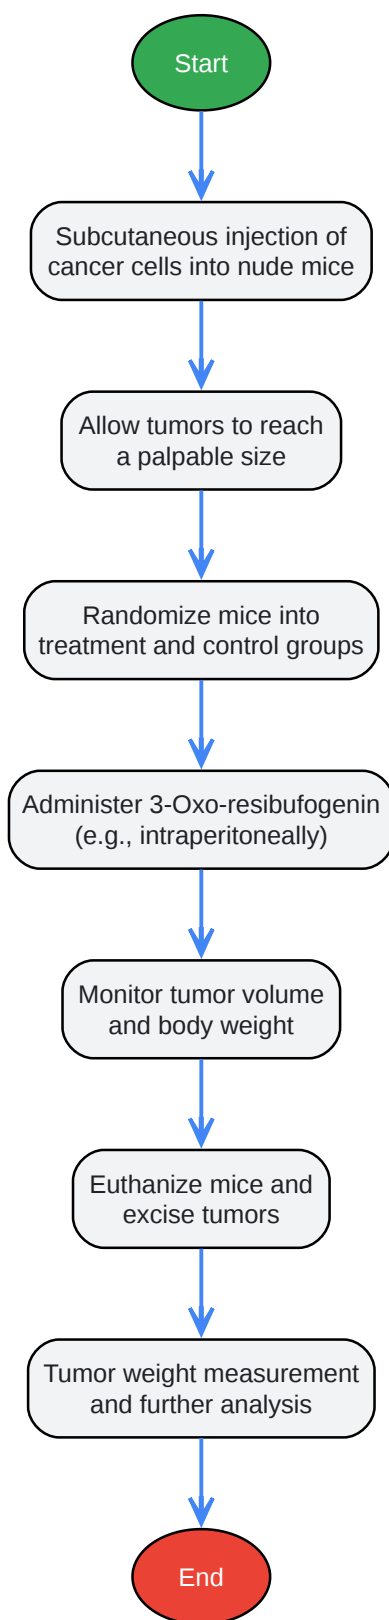 Start
Subcutaneous injection of
cancer cells into nude mice
Allow tumors to reach
a palpable size
Randomize mice into
treatment and control groups
Administer 3-Oxo-resibufogenin
(e.g., intraperitoneally)
Monitor tumor volume
and body weight
Euthanize mice and
excise tumors
Tumor weight measurement
and further analysis
End